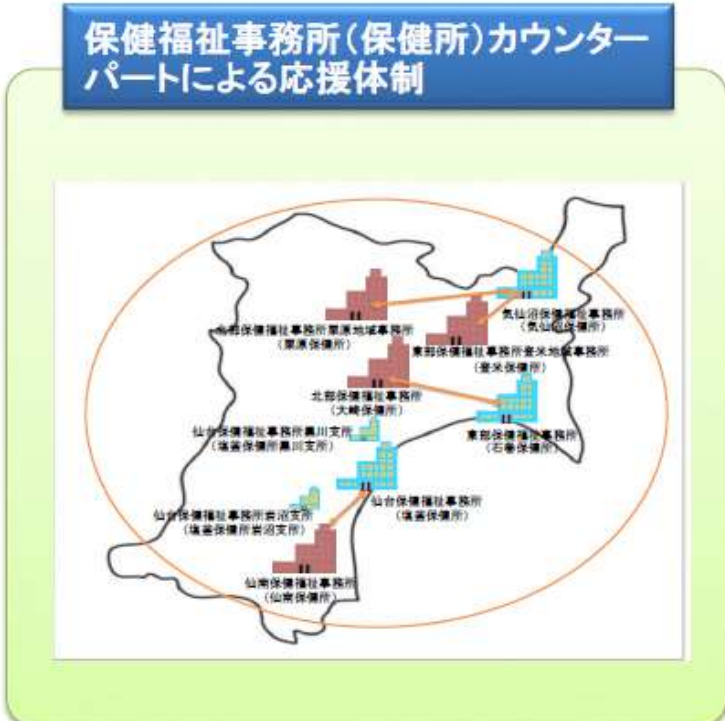 保健福祉事務所(保健所)カウンター
パートによる応援体制
気仙沼保健福祉事務所
(気仙沼保健所)
北部保健福祉事務所栗原地域事務所
(栗原保健所)
東部保健福祉事務所登米地域事務所
(登米保健所)
北部保健福祉事務所
(大崎保健所)
仙台保健福祉事務所黒川支所
(塩釜保健所黒川支所)
東部保健福祉事務所
(石巻保健所)
仙台保健福祉事務所
(塩釜保健所)
仙台保健福祉事務所岩沼支所
(塩釜保健所岩沼支所)
仙南保健福祉事務所
(仙南保健所)